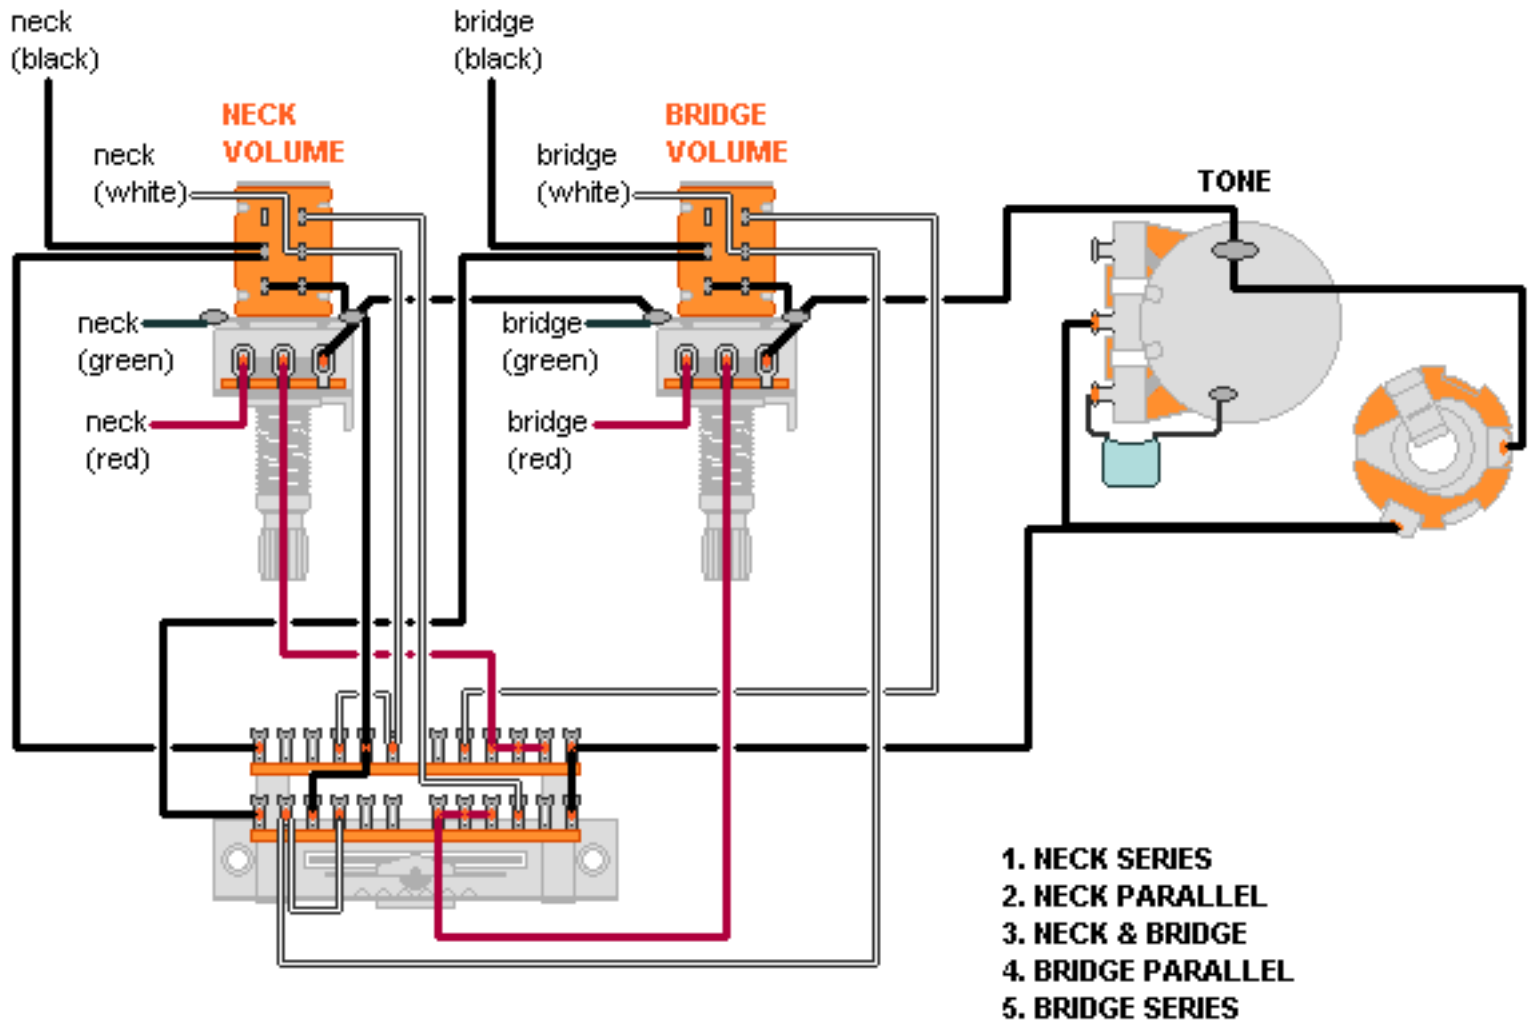 neck
(black)
bridge
(black)
NECK
VOLUME
BRIDGE
VOLUME
neck
(white)
bridge
(white)
TONE
neck
(green)
bridge
(green)
neck
(red)
bridge
(red)
1. NECK SERIES
2. NECK PARALLEL
3. NECK & BRIDGE
4. BRIDGE PARALLEL
5. BRIDGE SERIES